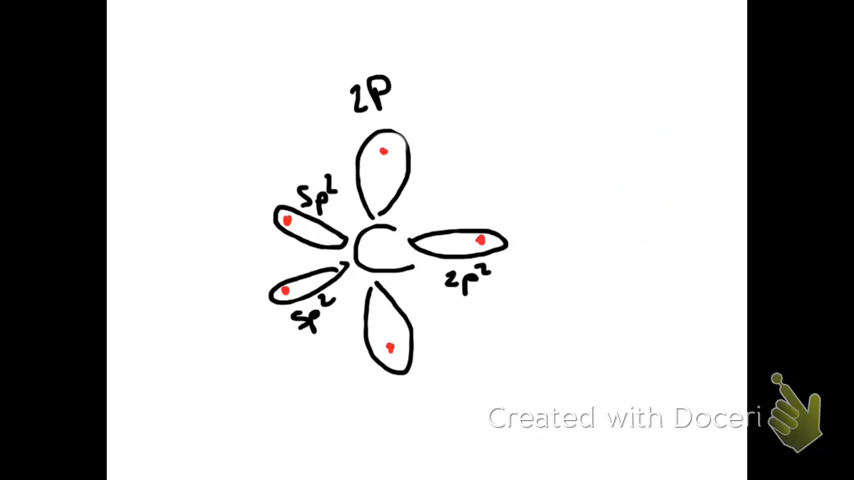 2P
sp²
C
2p²
sp²
Created with Doceri